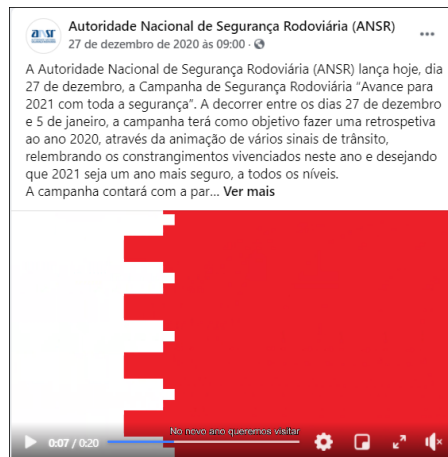 ansr
Autoridade Nacional de Segurança Rodoviária (ANSR)
27 de dezembro de 2020 às 09:00 ·
A Autoridade Nacional de Segurança Rodoviária (ANSR) lança hoje, dia
27 de dezembro, a Campanha de Segurança Rodoviária “Avance para
2021 com toda a segurança”. A decorrer entre os dias 27 de dezembro
e 5 de janeiro, a campanha terá como objetivo fazer uma retrospetiva
ao ano 2020, através da animação de vários sinais de trânsito,
relembrando os constrangimentos vivenciados neste ano e desejando
que 2021 seja um ano mais seguro, a todos os níveis.
A campanha contará com a par... Ver mais
No novo ano queremos visitar
0:07 / 0:20